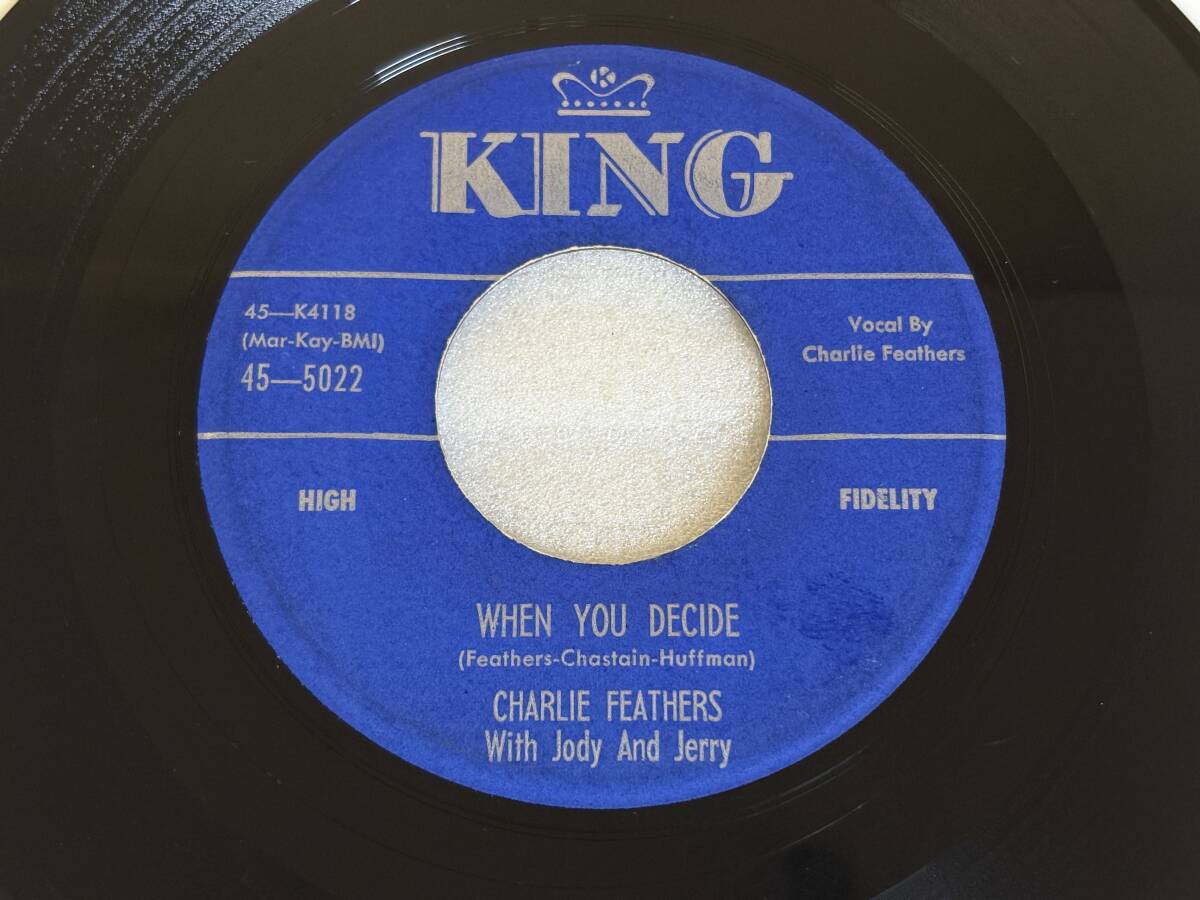 K
KING
45—K4118
(Mar-Kay-BMI)
45—5022
Vocal By
Charlie Feathers
HIGH
FIDELITY
WHEN YOU DECIDE
(Feathers-Chastain-Huffman)
CHARLIE FEATHERS
With Jody And Jerry